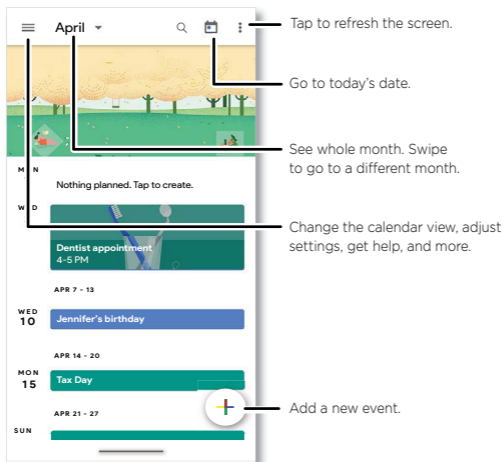 April
Tap to refresh the screen.
Go to today's date.
See whole month. Swipe
to go to a different month.
M N
Nothing planned. Tap to create.
W D
Dentist appointment
4-5 PM
Change the calendar view, adjust
settings, get help, and more.
APR 7 - 13
WED
10
Jennifer's birthday
APR 14 - 20
MON
15
Tax Day
Add a new event.
APR 21 - 27
SUN